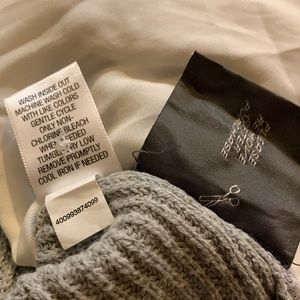 WASH INSIDE OUT
MACHINE WASH COLD
WITH LIKE COLORS
GENTLE CYCLE
ONLY NON-
CHLORINE BLEACH
WHEN NEEDED
TUMBLE DRY LOW
REMOVE PROMPTLY
COOL IRON IF NEEDED
400993874099